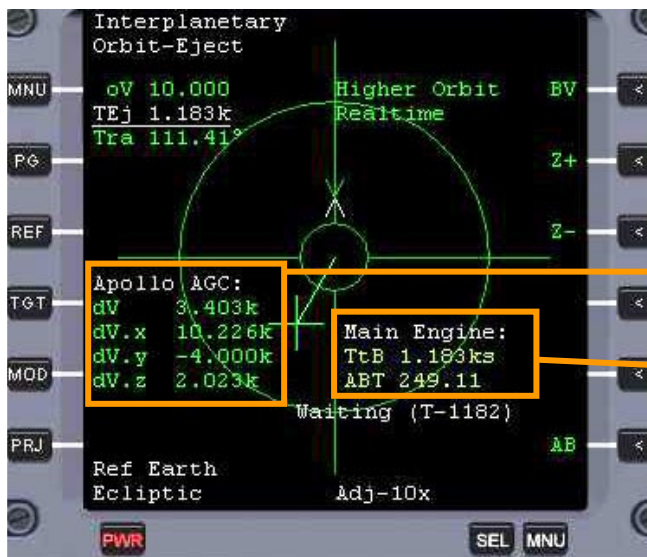 Interplanetary
Orbit-Eject
MNU
oV 10.000
Higher Orbit
BV
<
TEj 1.183k
Realtime
Tra 111.41°
PG
Z+
<
REF
Z-
<
Apollo AGC:
TGT
dV 3.403k
<
dV.x 10.226k
Main Engine:
dV.y -4.000k
TtB 1.183ks
MOD
dV.z 2.023k
ABT 249.11
<
Waiting (T-1182)
PRJ
AB
<
Ref Earth
Ecliptic
Adj-10x
PWR
SEL
MNU